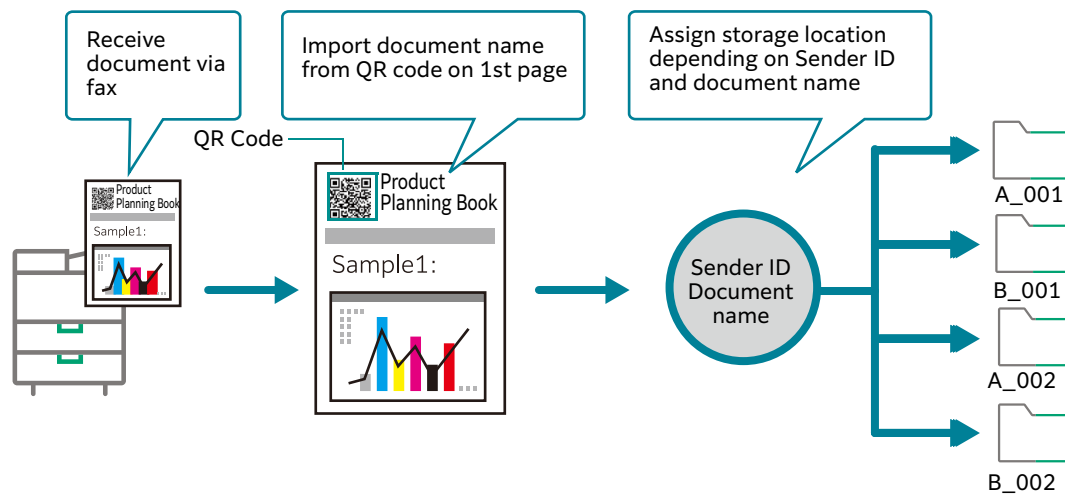 Receive
document via
fax
Import document name
from QR code on 1st page
Assign storage location
depending on Sender ID
and document name
QR Code
Product
Planning Book
Sample1:
Product
Planning Book
Sample1:
Sender ID
Document
name
A_001
B_001
A_002
B_002